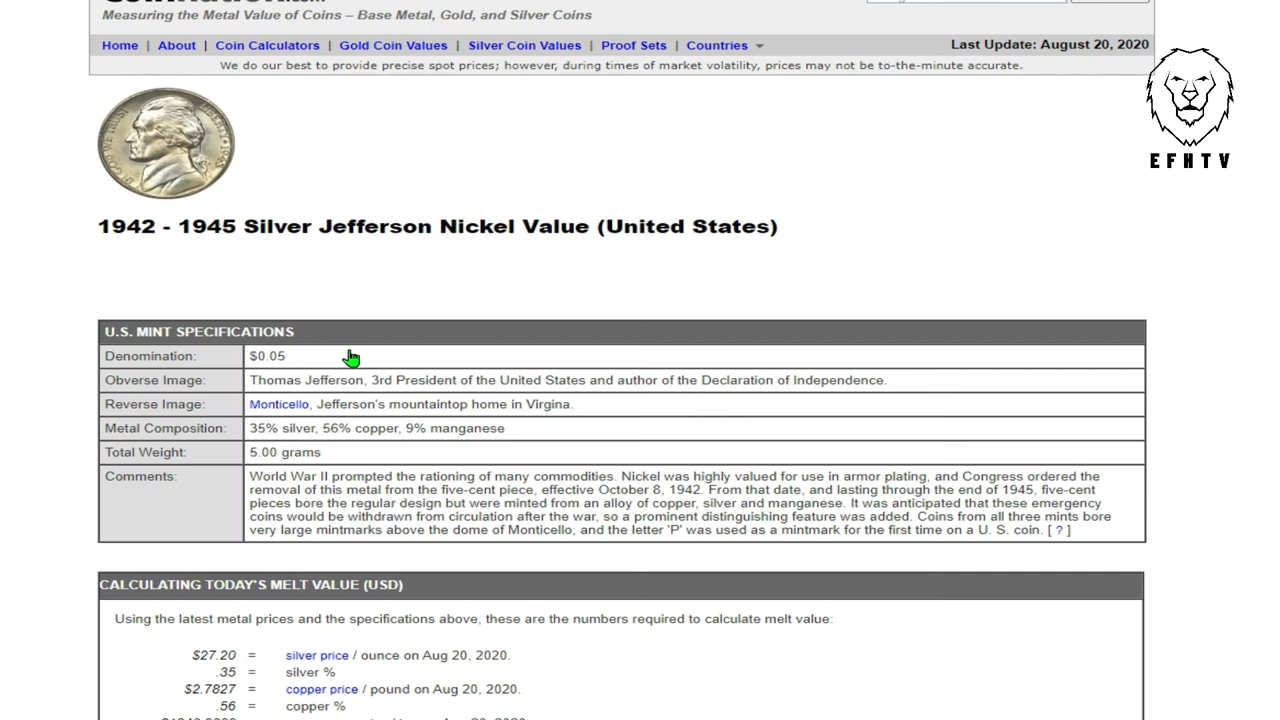 Measuring the Metal Value of Coins – Base Metal, Gold, and Silver Coins
Home | About | Coin Calculators | Gold Coin Values | Silver Coin Values | Proof Sets | Countries Last Update: August 20, 2020
We do our best to provide precise spot prices; however, during times of market volatility, prices may not be to-the-minute accurate.
EFHTV
1942 - 1945 Silver Jefferson Nickel Value (United States)
U.S. MINT SPECIFICATIONS
Denomination: $0.05
Obverse Image: Thomas Jefferson, 3rd President of the United States and author of the Declaration of Independence.
Reverse Image: Monticello, Jefferson's mountaintop home in Virgina.
Metal Composition: 35% silver, 56% copper, 9% manganese
Total Weight: 5.00 grams
Comments: World War II prompted the rationing of many commodities. Nickel was highly valued for use in armor plating, and Congress ordered the
removal of this metal from the five-cent piece, effective October 8, 1942. From that date, and lasting through the end of 1945, five-cent
pieces bore the regular design but were minted from an alloy of copper, silver and manganese. It was anticipated that these emergency
coins would be withdrawn from circulation after the war, so a prominent distinguishing feature was added. Coins from all three mints bore
very large mintmarks above the dome of Monticello, and the letter 'P' was used as a mintmark for the first time on a U. S. coin. [ ? ]
CALCULATING TODAY'S MELT VALUE (USD)
Using the latest metal prices and the specifications above, these are the numbers required to calculate melt value:
$27.20 = silver price / ounce on Aug 20, 2020.
.35 = silver %
$2.7827 = copper price / pound on Aug 20, 2020.
.56 = copper %